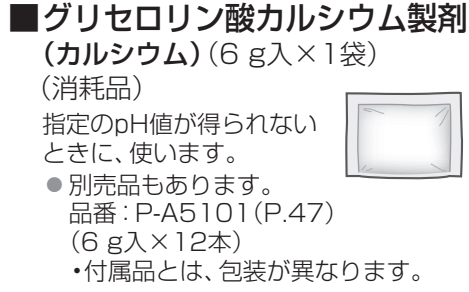 ■グリセロリン酸カルシウム製剤
（カルシウム）（6 g入×1袋）
（消耗品）
指定のpH値が得られない
ときに、使います。
● 別売品もあります。
品番：P-A5101（P.47）
（6 g入×12本）
・付属品とは、包装が異なります。